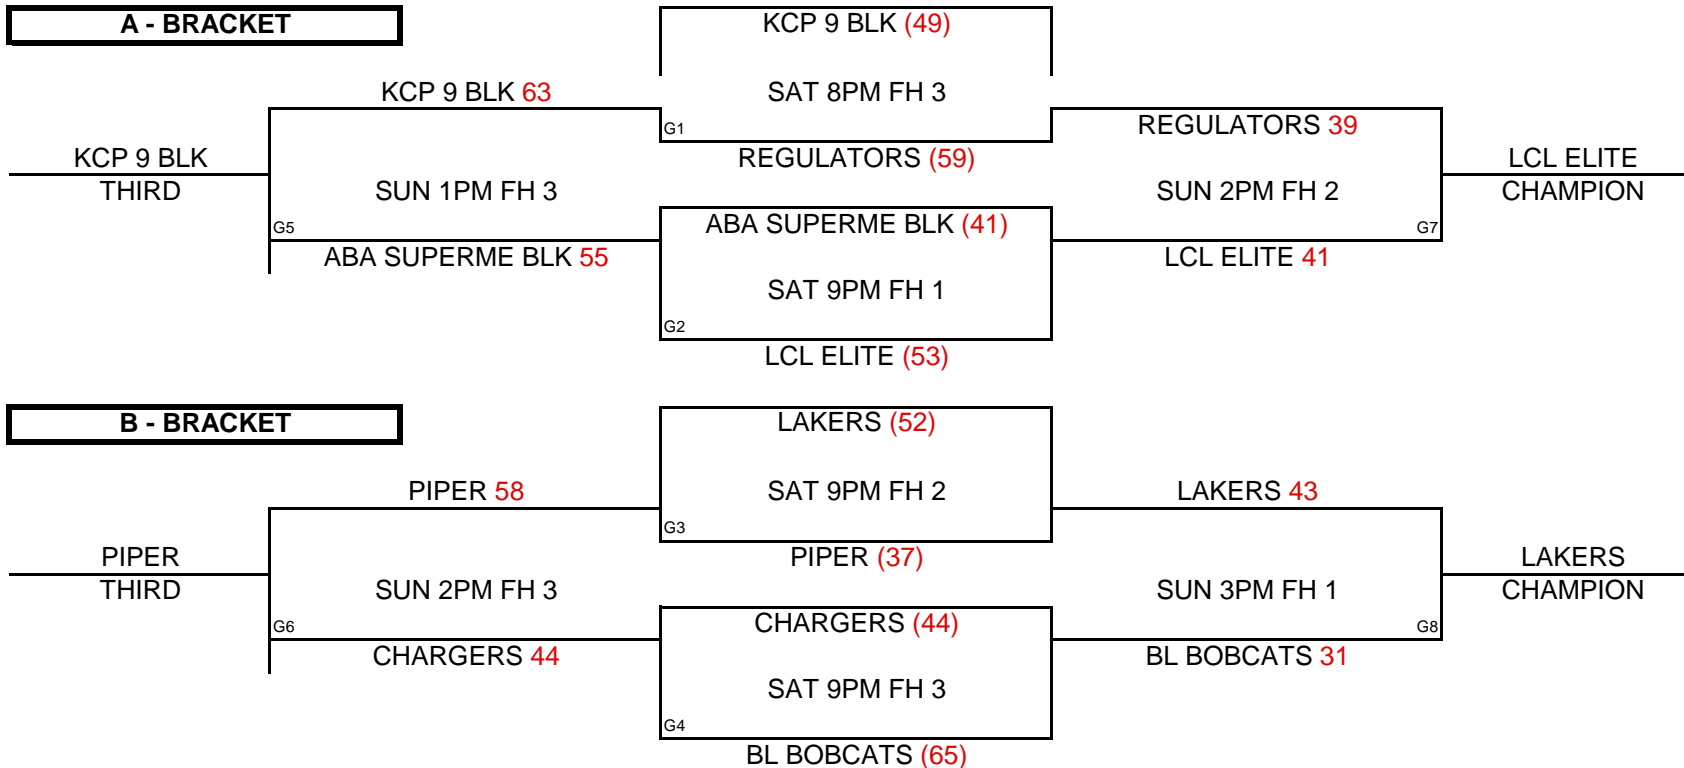 A - BRACKET
KCP 9 BLK (49)
KCP 9 BLK 63
SAT 8PM FH 3
G1
REGULATORS 39
KCP 9 BLK
REGULATORS (59)
LCL ELITE
THIRD
SUN 1PM FH 3
SUN 2PM FH 2
CHAMPION
G5
ABA SUPERME BLK (41)
G7
ABA SUPERME BLK 55
LCL ELITE 41
SAT 9PM FH 1
G2
LCL ELITE (53)
B - BRACKET
LAKERS (52)
PIPER 58
SAT 9PM FH 2
LAKERS 43
G3
PIPER
PIPER (37)
LAKERS
THIRD
SUN 2PM FH 3
SUN 3PM FH 1
CHAMPION
G6
CHARGERS (44)
G8
CHARGERS 44
BL BOBCATS 31
SAT 9PM FH 3
G4
BL BOBCATS (65)